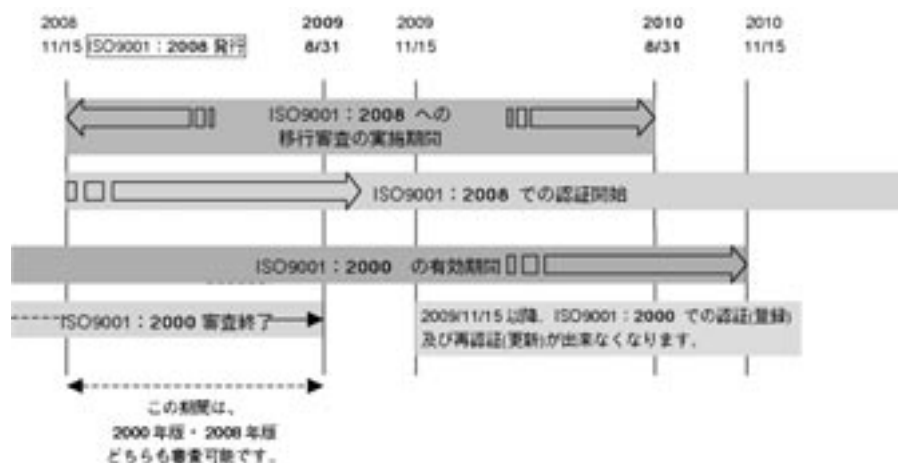 2008
11/15 ISO9001：2008 発行
2009
8/31
2009
11/15
2010
8/31
2010
11/15
ISO9001：2008 への
移行審査の実施期間
ISO9001：2008 での認証開始
ISO9001：2000 の有効期間
ISO9001：2000 審査終了
2009/11/15 以降、ISO9001：2000 での認証(登録)
及び再認証(更新)が出来なくなります。
この期間は、
2000 年版・2008 年版
どちらも審査可能です。